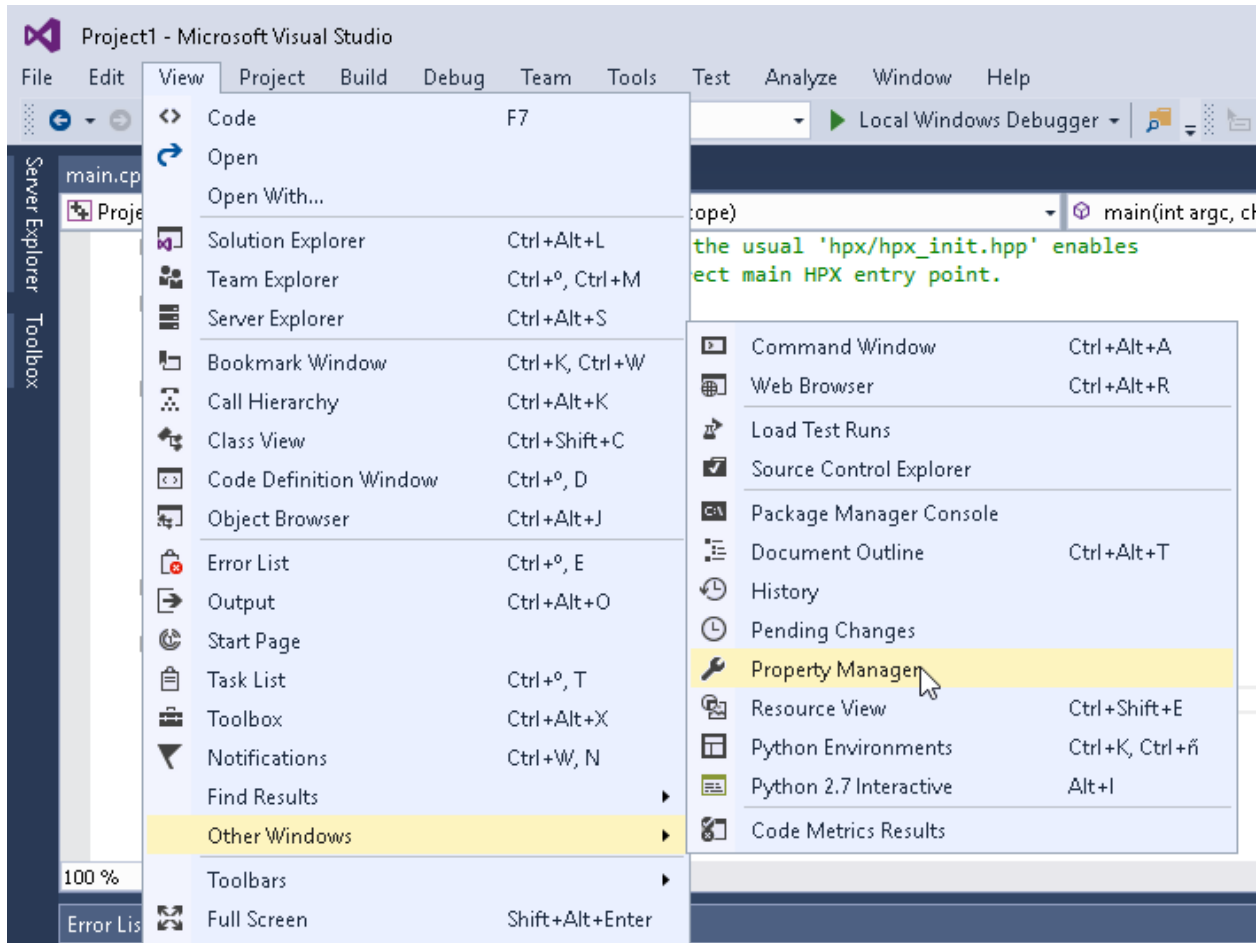 Project1 - Microsoft Visual Studio
File Edit View Project Build Debug Team Tools Test Analyze Window Help
Local Windows Debugger
Server Explorer
Toolbox
main.cp
Proje
cope)
main(int argc, ch
the usual 'hpx/hpx_init.hpp' enables
ect main HPX entry point.
Code F7
Open
Open With...
Solution Explorer Ctrl+Alt+L
Team Explorer Ctrl+º, Ctrl+M
Server Explorer Ctrl+Alt+S
Bookmark Window Ctrl+K, Ctrl+W
Call Hierarchy Ctrl+Alt+K
Class View Ctrl+Shift+C
Code Definition Window Ctrl+º, D
Object Browser Ctrl+Alt+J
Error List Ctrl+º, E
Output Ctrl+Alt+O
Start Page
Task List Ctrl+º, T
Toolbox Ctrl+Alt+X
Notifications Ctrl+W, N
Find Results
Other Windows
Toolbars
Full Screen Shift+Alt+Enter
Command Window Ctrl+Alt+A
Web Browser Ctrl+Alt+R
Load Test Runs
Source Control Explorer
Package Manager Console
Document Outline Ctrl+Alt+T
History
Pending Changes
Property Manager
Resource View Ctrl+Shift+E
Python Environments Ctrl+K, Ctrl+ñ
Python 2.7 Interactive Alt+I
Code Metrics Results
100 %
Error Lis